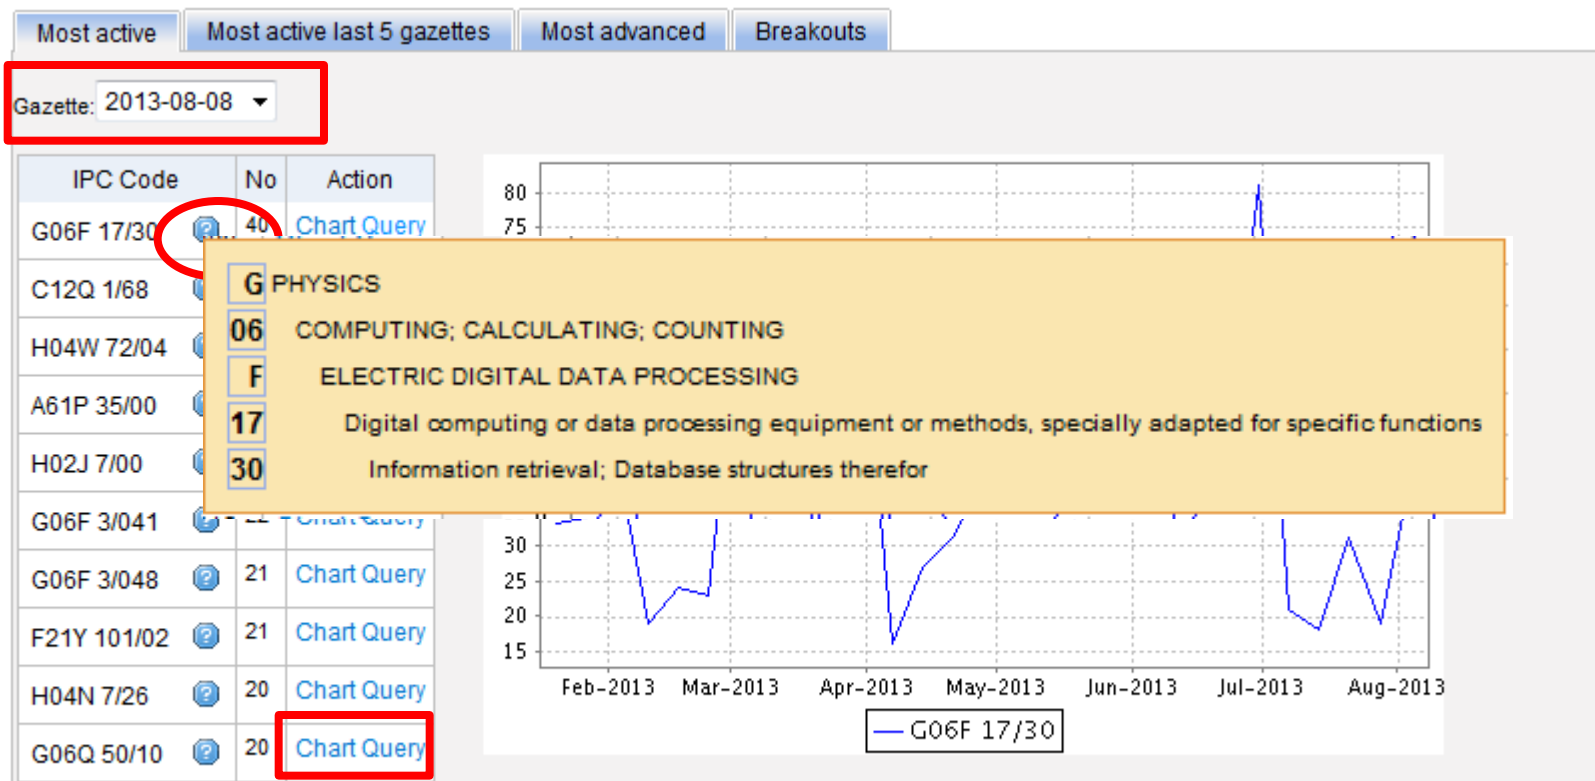 Most active Most active last 5 gazettes Most advanced Breakouts
Gazette: 2013-08-08
IPC Code No Action
G06F 17/30 40 Chart Query
C12Q 1/68
H04W 72/04
A61P 35/00
H02J 7/00
G06F 3/041 22 Chart Query
G06F 3/048 21 Chart Query
F21Y 101/02 21 Chart Query
H04N 7/26 20 Chart Query
G06Q 50/10 20 Chart Query
G PHYSICS
06 COMPUTING; CALCULATING; COUNTING
F ELECTRIC DIGITAL DATA PROCESSING
17 Digital computing or data processing equipment or methods, specially adapted for specific functions
30 Information retrieval; Database structures therefor
80
75
30
25
20
15
Feb-2013 Mar-2013 Apr-2013 May-2013 Jun-2013 Jul-2013 Aug-2013
G06F 17/30